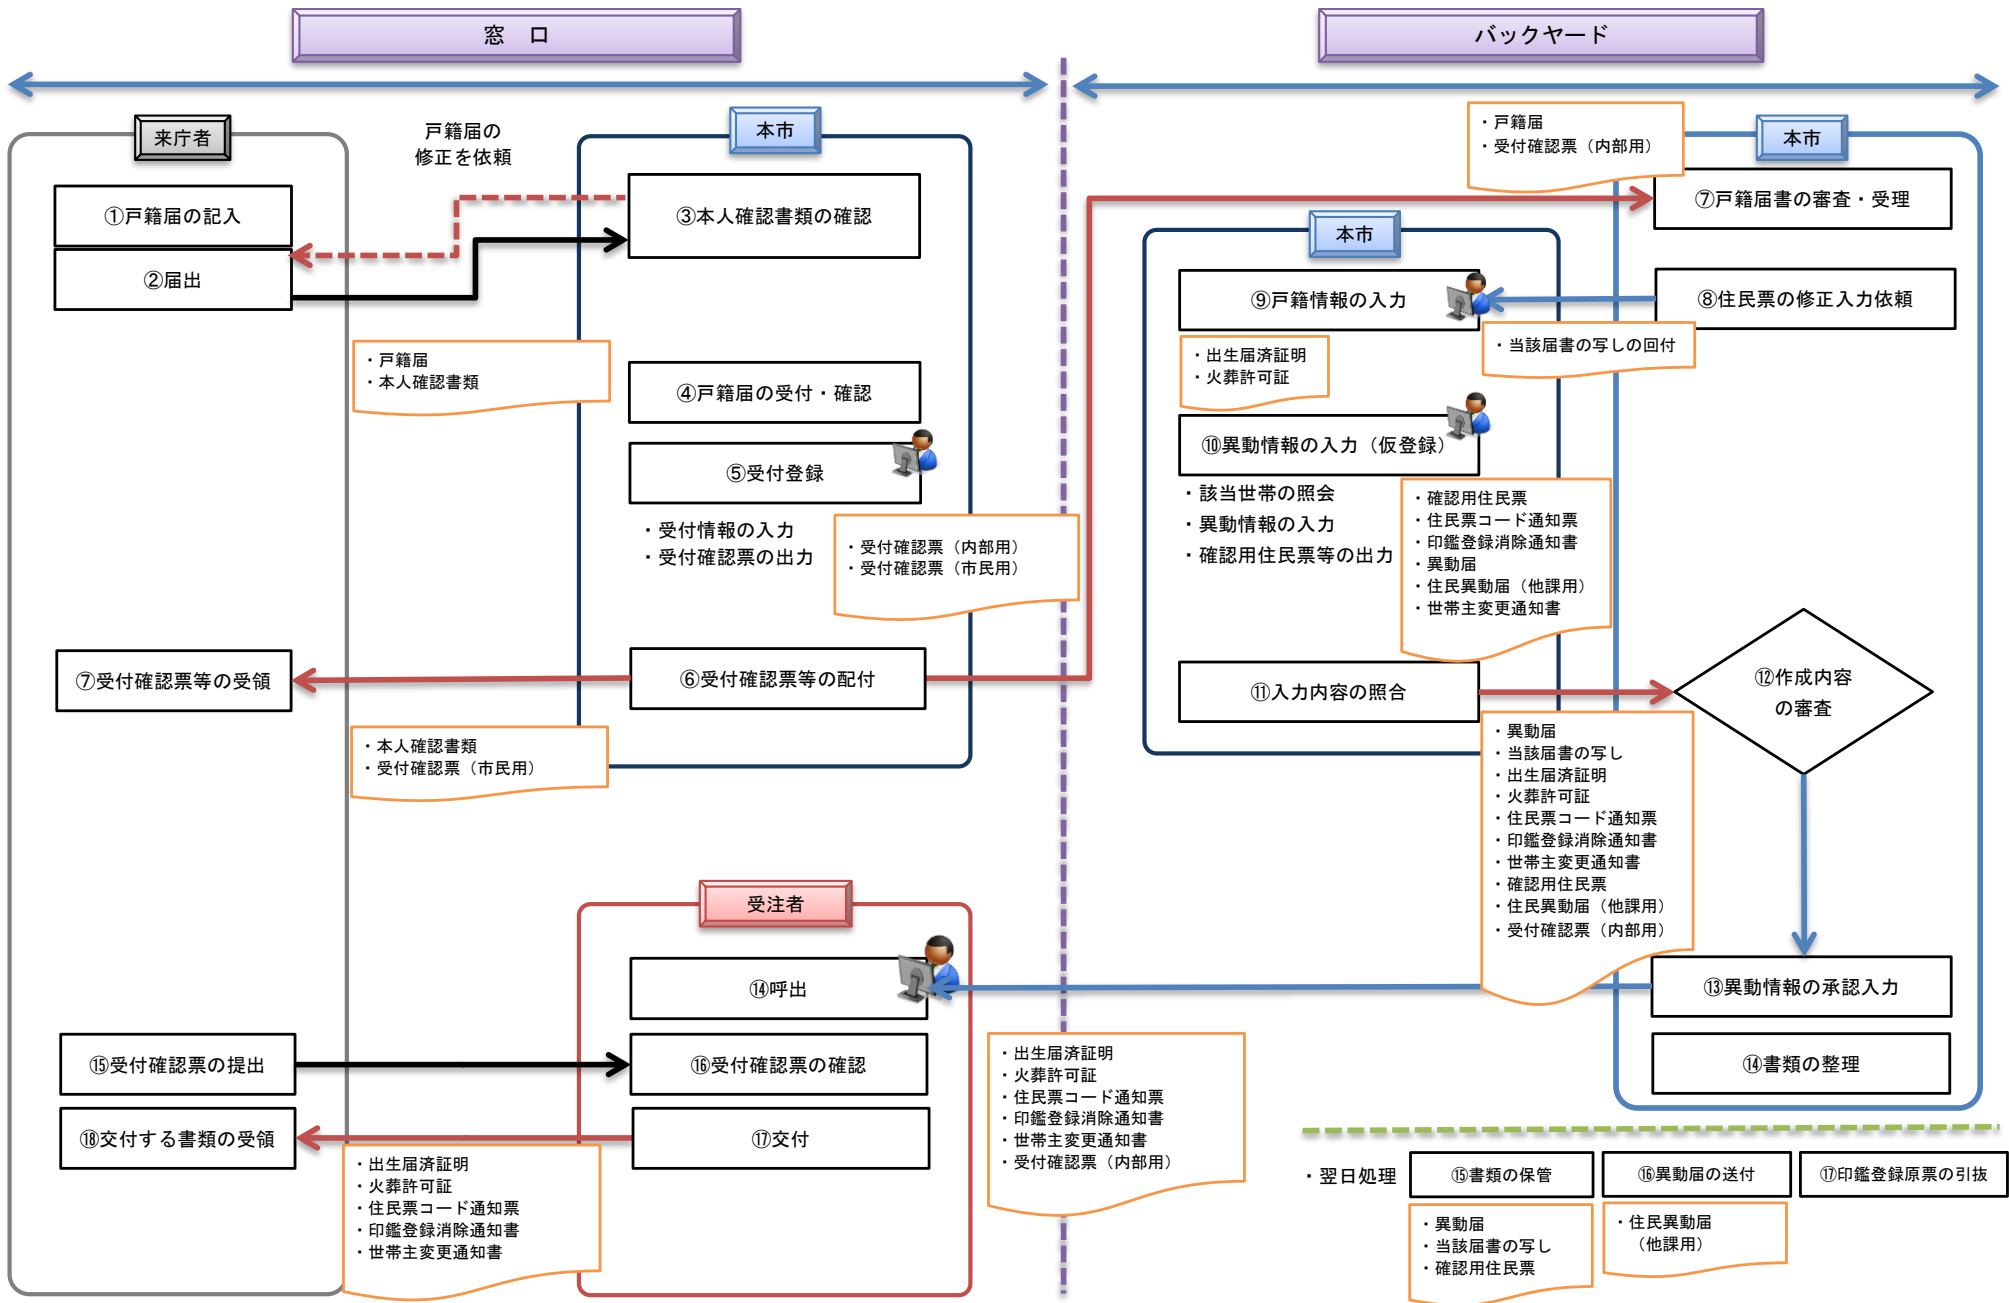 窓　口
バックヤード
来庁者
戸籍届の
修正を依頼
本市
①戸籍届の記入
②届出
③本人確認書類の確認
・戸籍届
・本人確認書類
④戸籍届の受付・確認
⑤受付登録
・受付情報の入力
・受付確認票の出力
・受付確認票（内部用）
・受付確認票（市民用）
⑦受付確認票等の受領
⑥受付確認票等の配付
・本人確認書類
・受付確認票（市民用）
・戸籍届
・受付確認票（内部用）
本市
⑦戸籍届書の審査・受理
本市
⑨戸籍情報の入力
⑧住民票の修正入力依頼
・出生届済証明
・火葬許可証
・当該届書の写しの回付
⑩異動情報の入力（仮登録）
・該当世帯の照会
・異動情報の入力
・確認用住民票等の出力
・確認用住民票
・住民票コード通知票
・印鑑登録消除通知書
・異動届
・住民異動届（他課用）
・世帯主変更通知書
⑪入力内容の照合
⑫作成内容
の審査
・異動届
・当該届書の写し
・出生届済証明
・火葬許可証
・住民票コード通知票
・印鑑登録消除通知書
・世帯主変更通知書
・確認用住民票
・住民異動届（他課用）
・受付確認票（内部用）
受注者
⑭呼出
⑬異動情報の承認入力
⑮受付確認票の提出
⑯受付確認票の確認
⑭書類の整理
⑱交付する書類の受領
⑰交付
・出生届済証明
・火葬許可証
・住民票コード通知票
・印鑑登録消除通知書
・世帯主変更通知書
・受付確認票（内部用）
・出生届済証明
・火葬許可証
・住民票コード通知票
・印鑑登録消除通知書
・世帯主変更通知書
・翌日処理
⑮書類の保管
⑯異動届の送付
⑰印鑑登録原票の引抜
・異動届
・当該届書の写し
・確認用住民票
・住民異動届
（他課用）